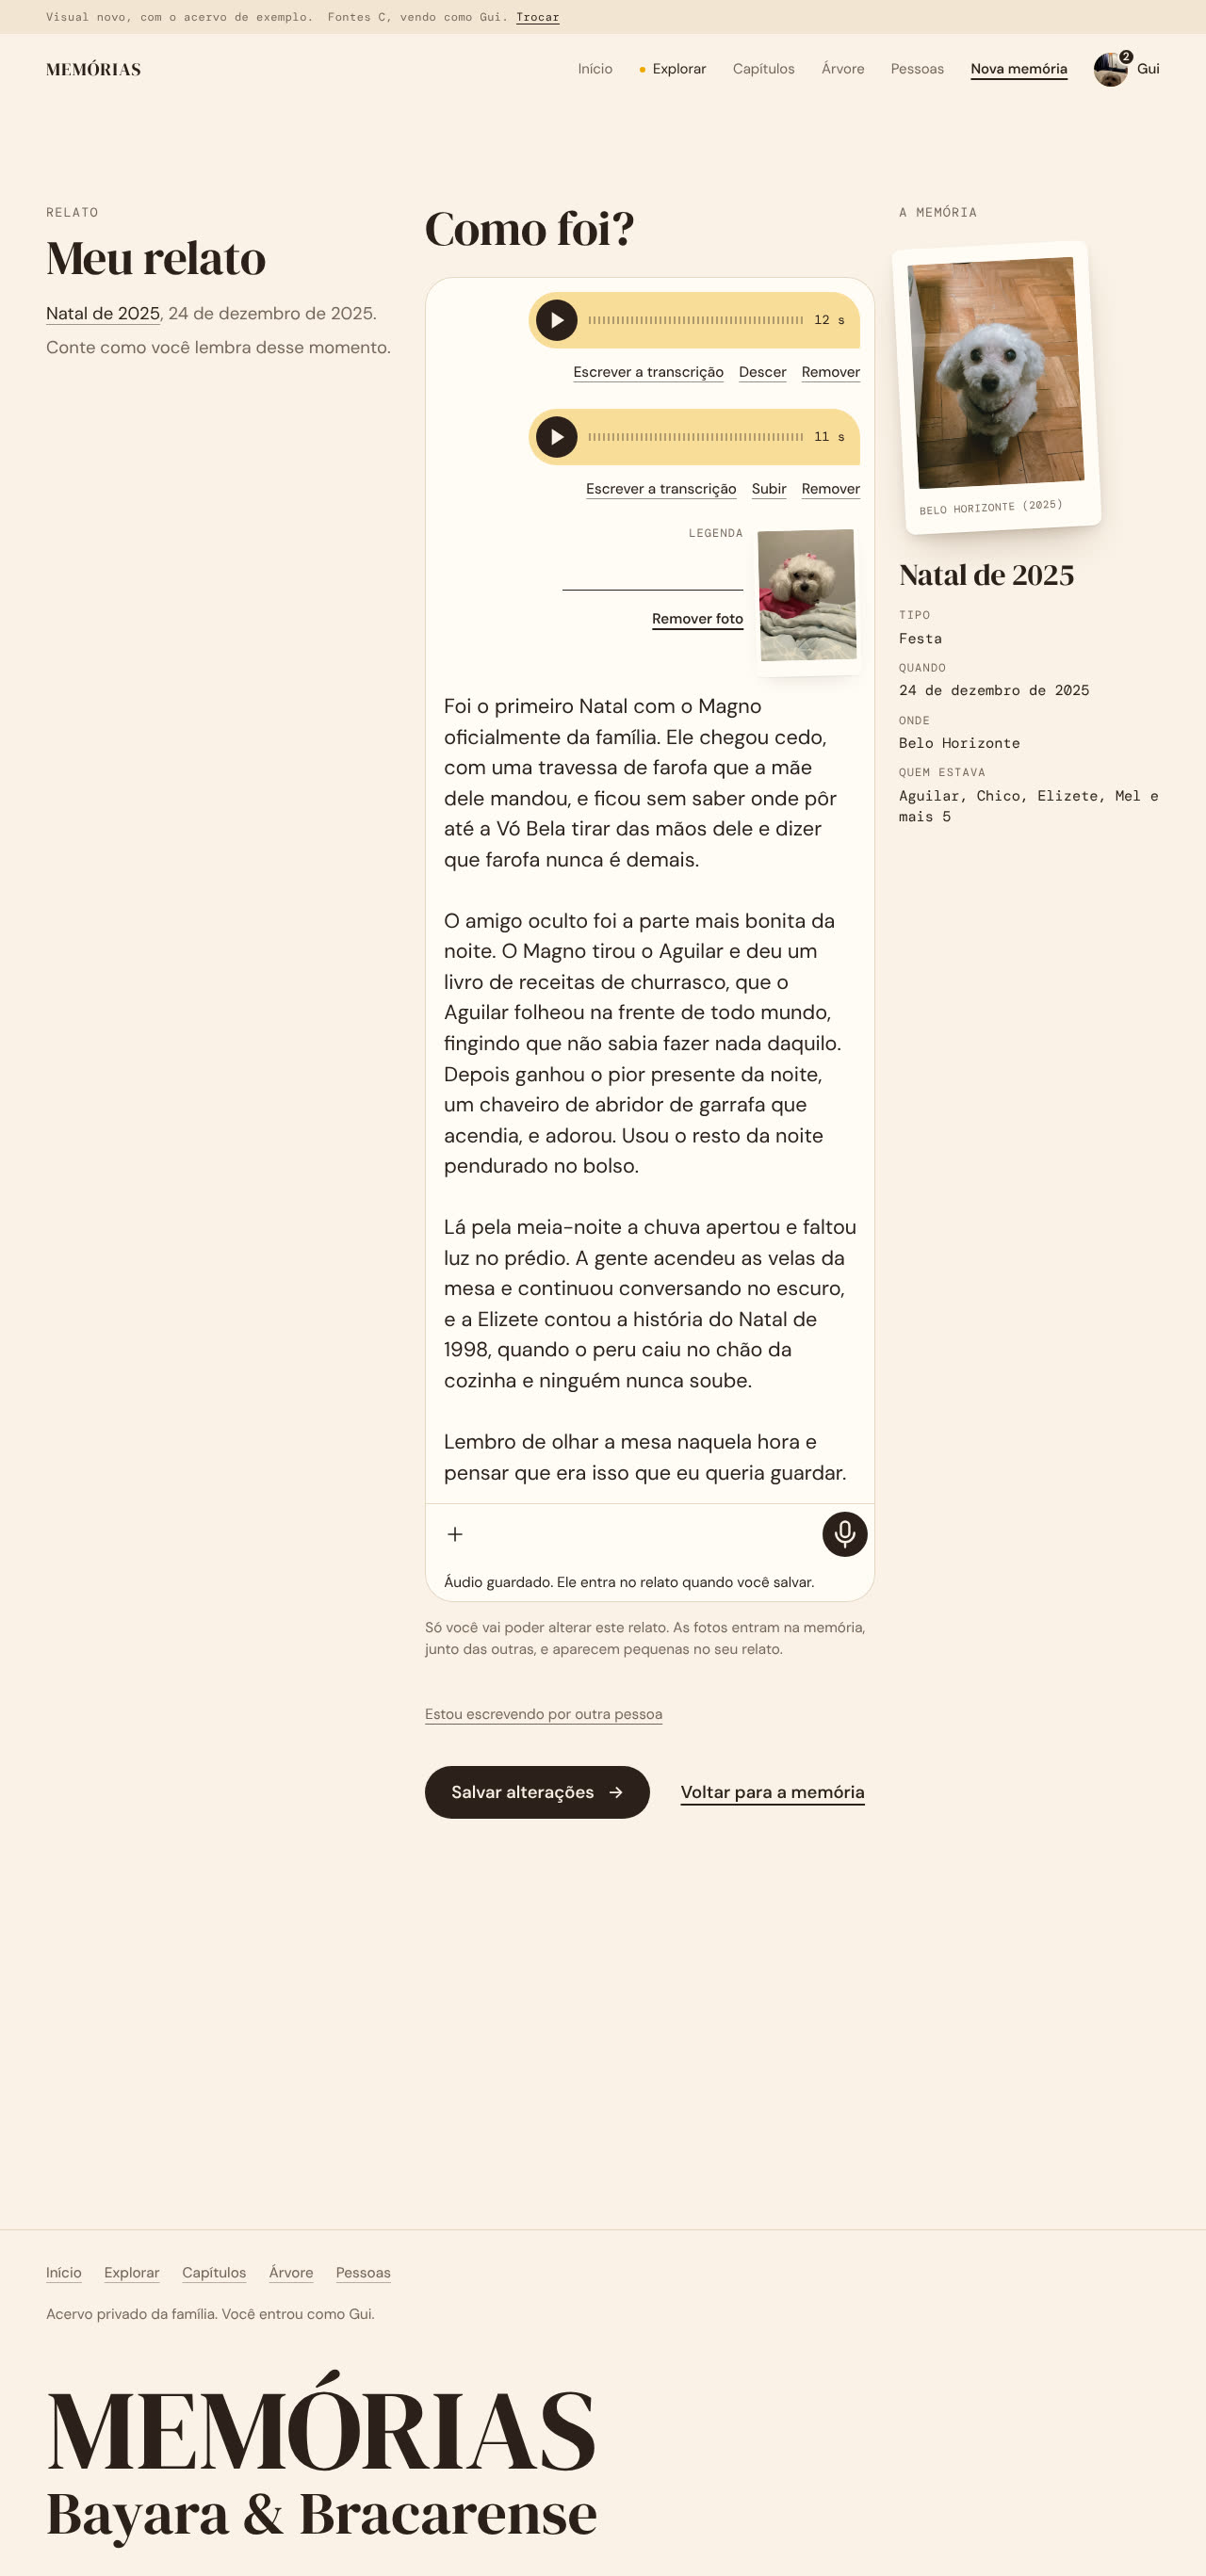 Visual novo, com o acervo de exemplo. Fontes C, vendo como Gui. Trocar
MEMÓRIAS
Início
Explorar
Capítulos
Árvore
Pessoas
Nova memória
2
Gui
RELATO
Meu relato
Natal de 2025, 24 de dezembro de 2025.
Conte como você lembra desse momento.
Como foi?
12 s
Escrever a transcrição Descer Remover
11 s
Escrever a transcrição Subir Remover
LEGENDA
Remover foto
Foi o primeiro Natal com o Magno
oficialmente da família. Ele chegou cedo,
com uma travessa de farofa que a mãe
dele mandou, e ficou sem saber onde pôr
até a Vó Bela tirar das mãos dele e dizer
que farofa nunca é demais.
O amigo oculto foi a parte mais bonita da
noite. O Magno tirou o Aguilar e deu um
livro de receitas de churrasco, que o
Aguilar folheou na frente de todo mundo,
fingindo que não sabia fazer nada daquilo.
Depois ganhou o pior presente da noite,
um chaveiro de abridor de garrafa que
acendia, e adorou. Usou o resto da noite
pendurado no bolso.
Lá pela meia-noite a chuva apertou e faltou
luz no prédio. A gente acendeu as velas da
mesa e continuou conversando no escuro,
e a Elizete contou a história do Natal de
1998, quando o peru caiu no chão da
cozinha e ninguém nunca soube.
Lembro de olhar a mesa naquela hora e
pensar que era isso que eu queria guardar.
Áudio guardado. Ele entra no relato quando você salvar.
Só você vai poder alterar este relato. As fotos entram na memória,
junto das outras, e aparecem pequenas no seu relato.
Estou escrevendo por outra pessoa
Salvar alterações →
Voltar para a memória
A MEMÓRIA
BELO HORIZONTE (2025)
Natal de 2025
TIPO
Festa
QUANDO
24 de dezembro de 2025
ONDE
Belo Horizonte
QUEM ESTAVA
Aguilar, Chico, Elizete, Mel e
mais 5
Início Explorar Capítulos Árvore Pessoas
Acervo privado da família. Você entrou como Gui.
MEMÓRIAS
Bayara & Bracarense